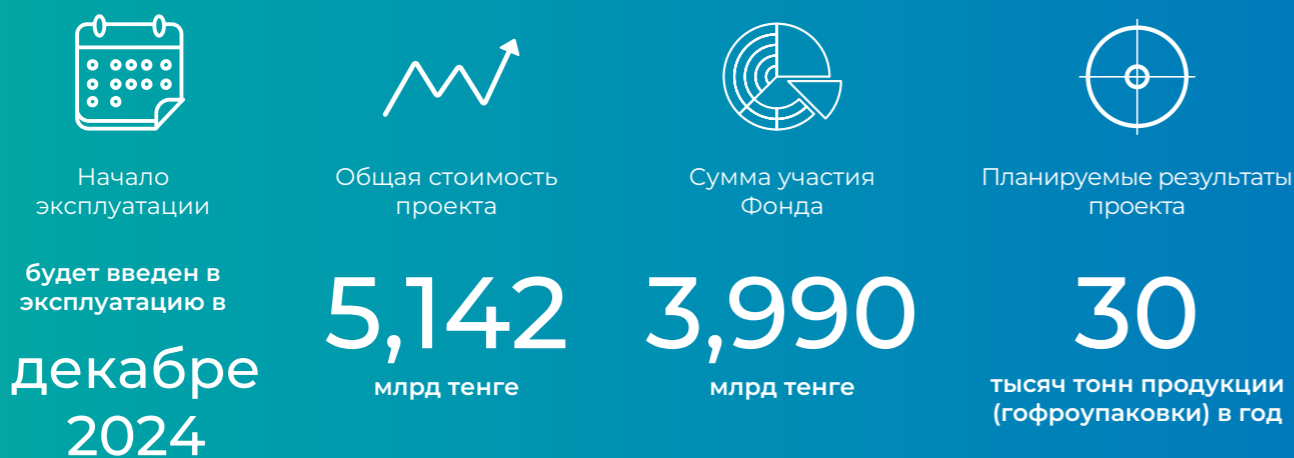 Начало
эксплуатации
будет введен в
эксплуатацию в
декабре
2024
Общая стоимость
проекта
5,142
млрд тенге
Сумма участия
Фонда
3,990
млрд тенге
Планируемые результаты
проекта
30
тысяч тонн продукции
(гофроупаковки) в год